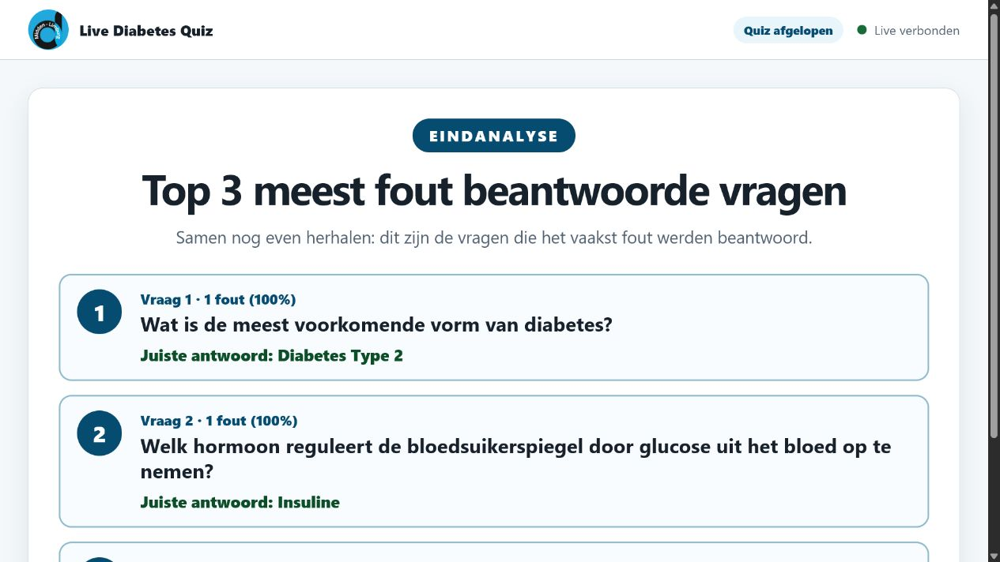 Midden - Limburg
Live Diabetes Quiz
Quiz afgelopen
Live verbonden
EINDANALYSE
Top 3 meest fout beantwoorde vragen
Samen nog even herhalen: dit zijn de vragen die het vaakst fout werden beantwoord.
1
Vraag 1 · 1 fout (100%)
Wat is de meest voorkomende vorm van diabetes?
Juiste antwoord: Diabetes Type 2
2
Vraag 2 · 1 fout (100%)
Welk hormoon reguleert de bloedsuikerspiegel door glucose uit het bloed op te
nemen?
Juiste antwoord: Insuline